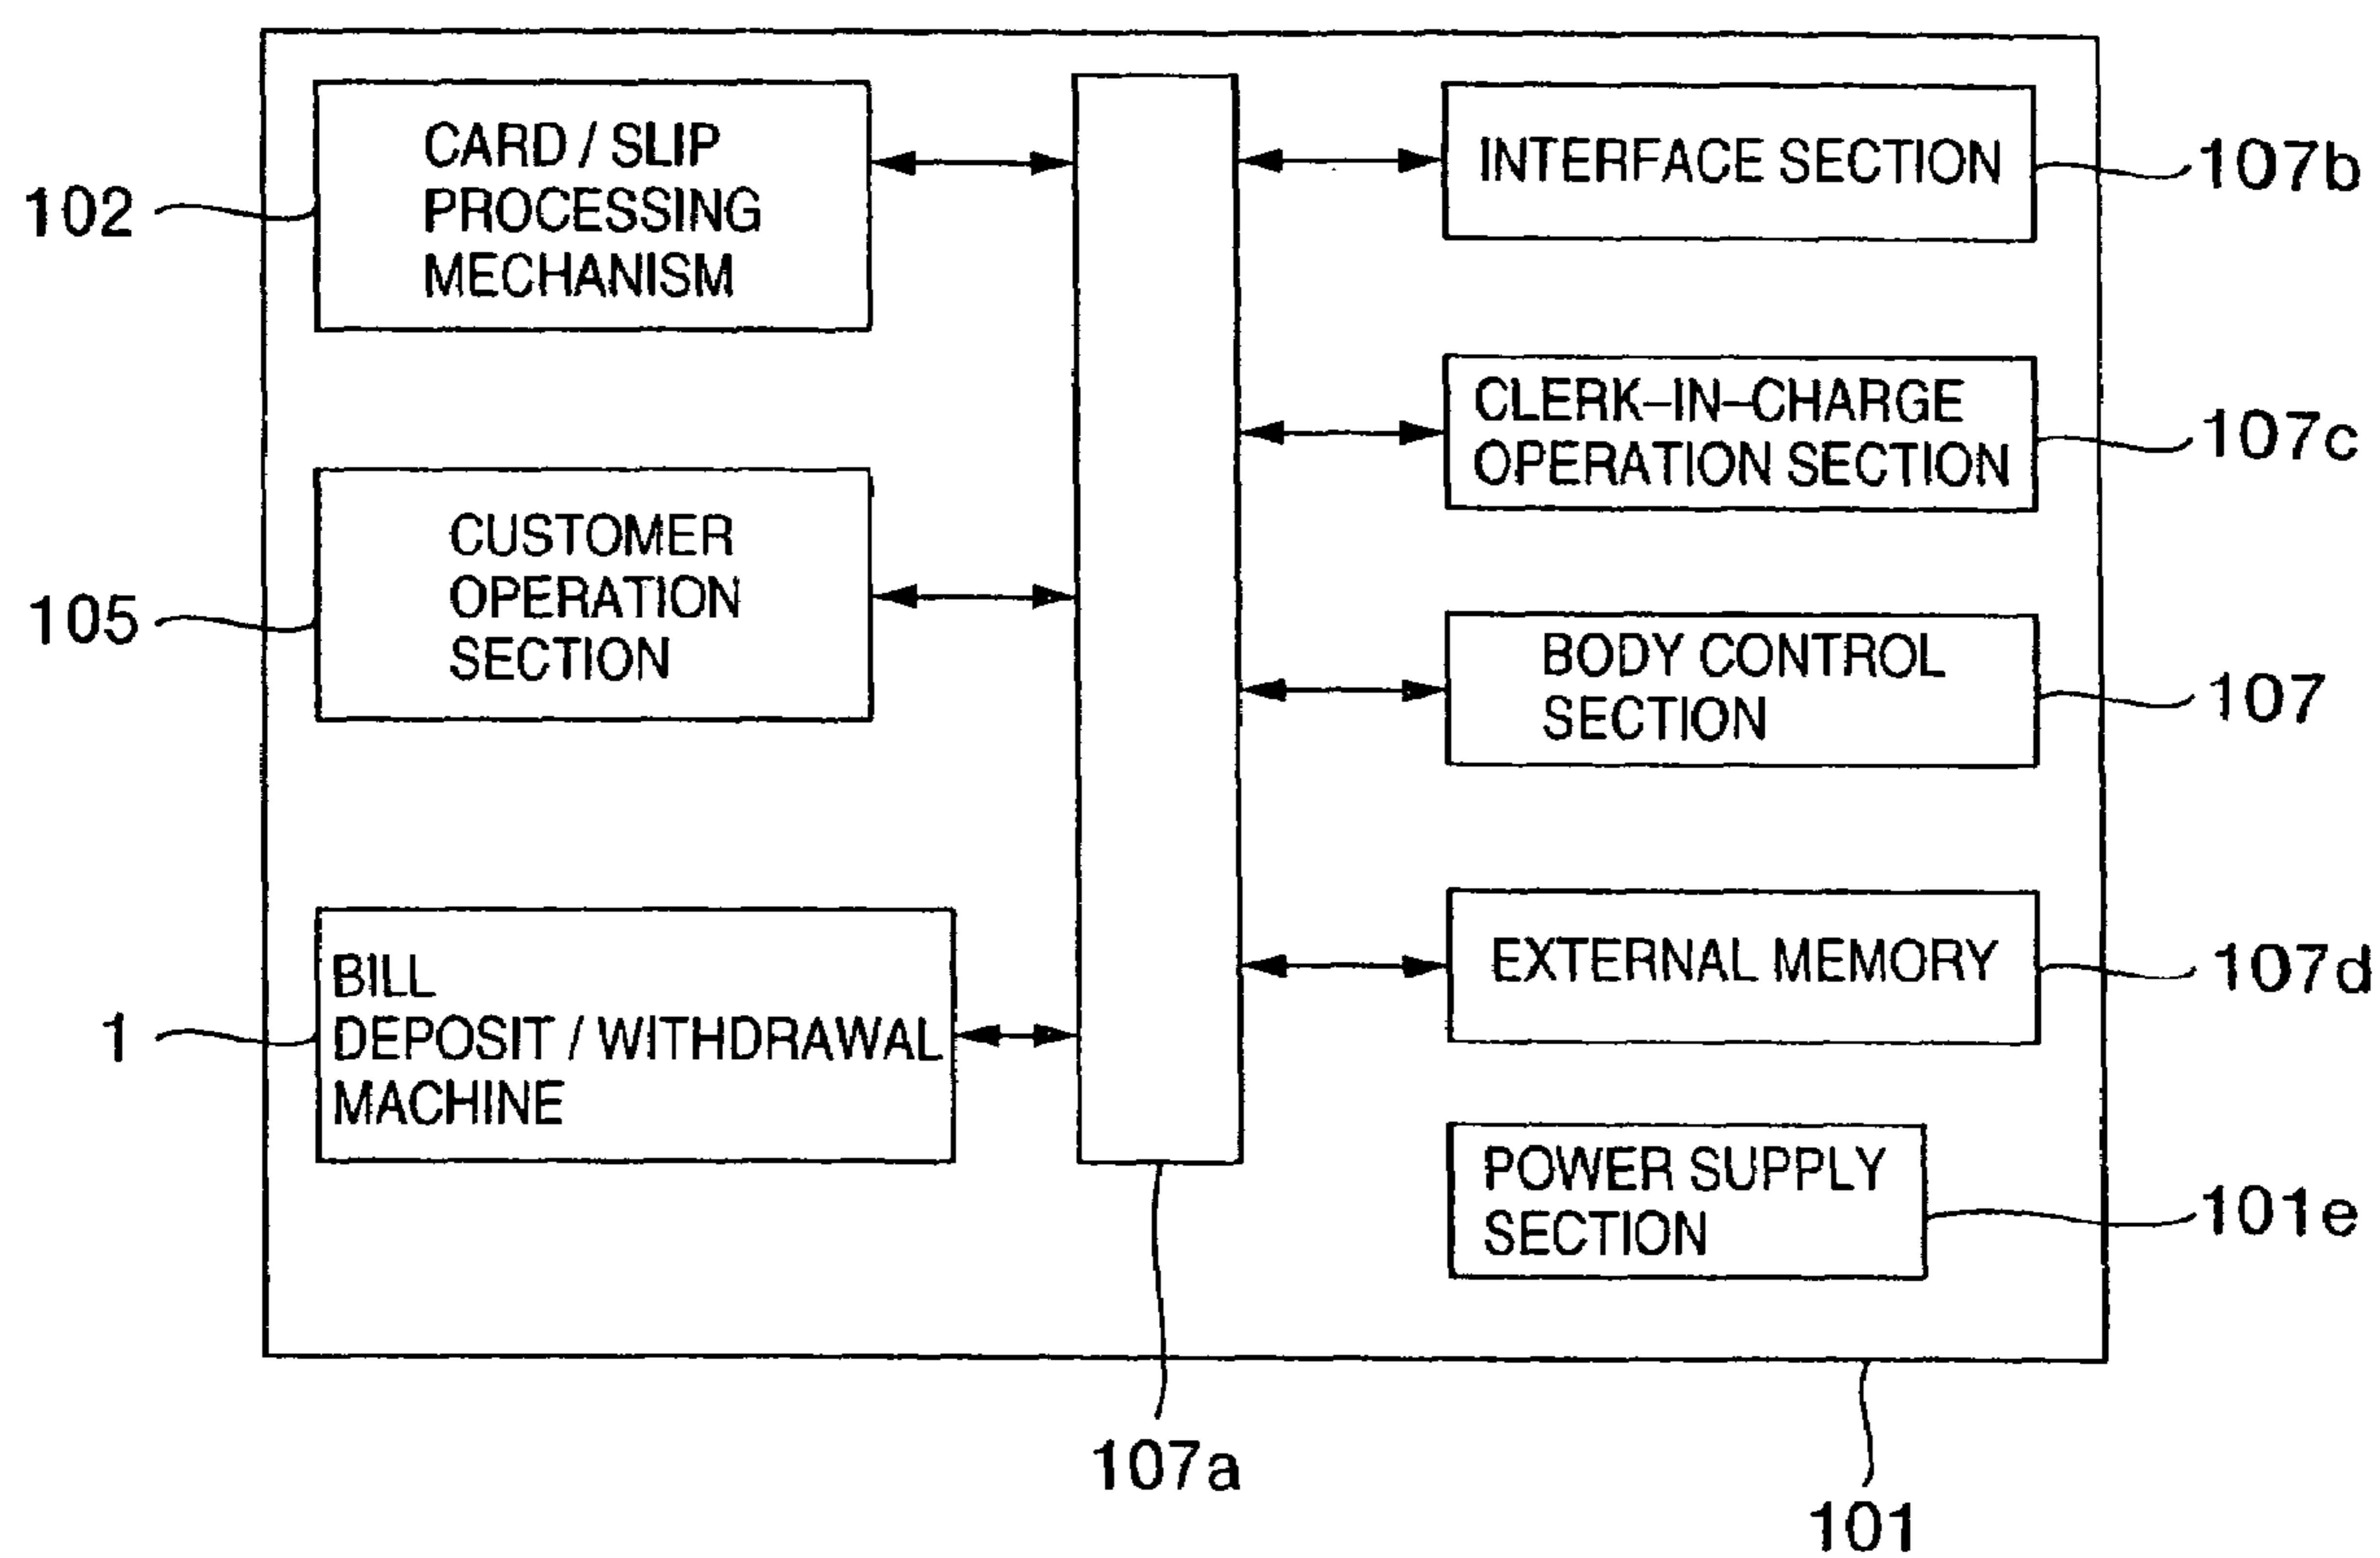 102
CARD / SLIP
PROCESSING
MECHANISM
105
CUSTOMER
OPERATION
SECTION
1
BILL
DEPOSIT / WITHDRAWAL
MACHINE
INTERFACE SECTION
107b
CLERK-IN-CHARGE
OPERATION SECTION
107c
BODY CONTROL
SECTION
107
EXTERNAL MEMORY
107d
POWER SUPPLY
SECTION
101e
107a
101